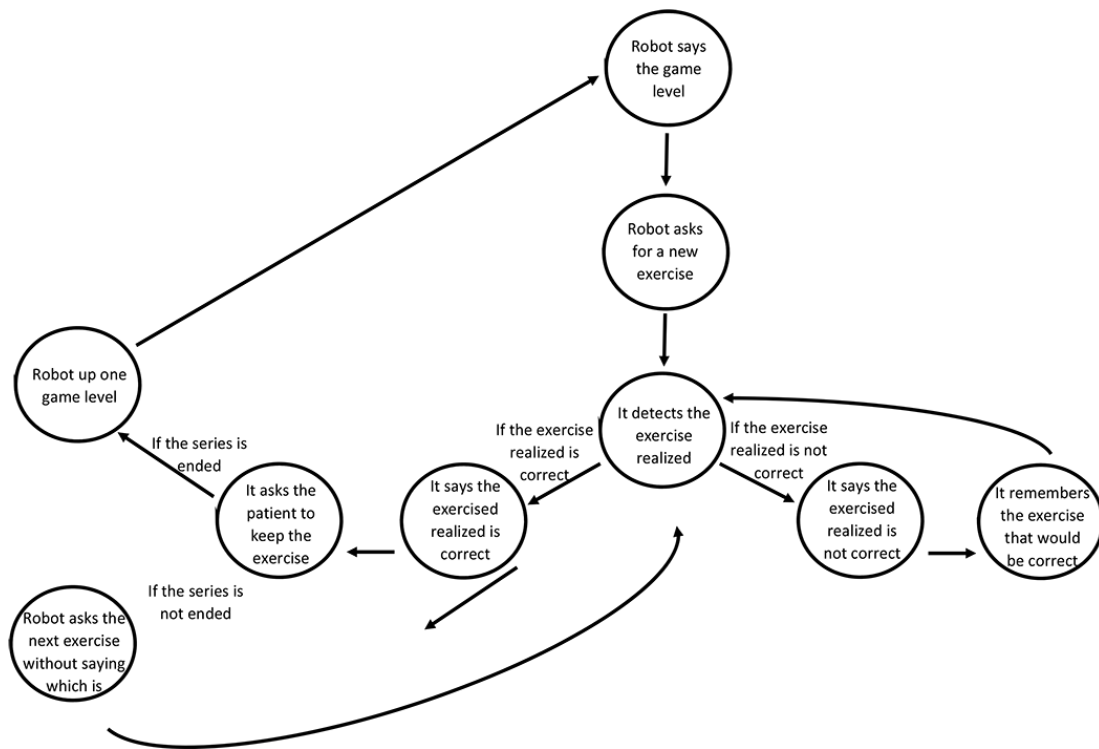 Robot says
the game
level
Robot asks
for a new
exercise
Robot up one
game level
It detects the
exercise
realized
If the exercise
realized is
correct
If the exercise
realized is not
correct
If the series is
ended
It asks the
patient to
keep the
exercise
It says the
exercised
realized is
correct
It says the
exercised
realized is
not correct
It remembers
the exercise
that would
be correct
If the series is
not ended
Robot asks the
next exercise
without saying
which is